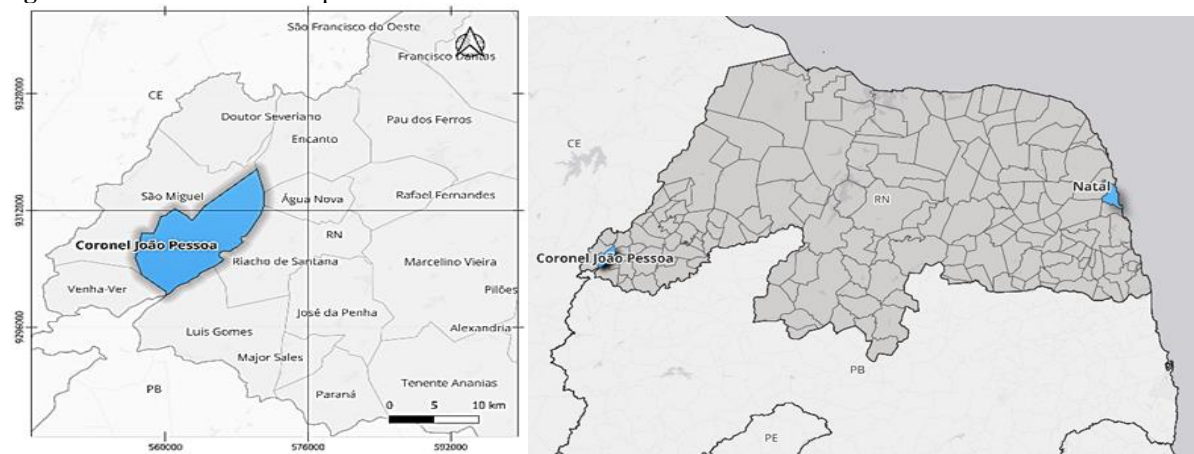 São Francisco do Oeste
Francisco Dantas
CE
9328000
Doutor Severiano
Pau dos Ferros
Encanto
São Miguel
Água Nova
Rafael Fernandes
9312000
RN
Coronel João Pessoa
Riacho de Santana
Marcelino Vieira
Venha-Ver
Pilões
José da Penha
9296000
Luis Gomes
Alexandria
Major Sales
PB
Tenente Ananias
Paraná
0 5 10 km
560000 576000 592000
CE
Natal
RN
Coronel João Pessoa
PB
PE